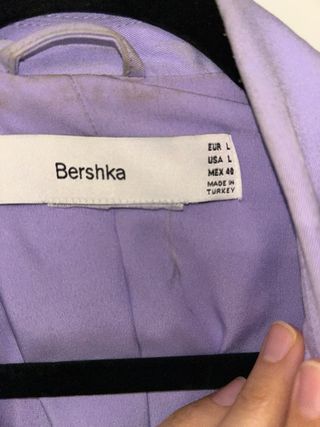 Bershka
EUR L
USA L
MEX 40
MADE IN
TURKEY